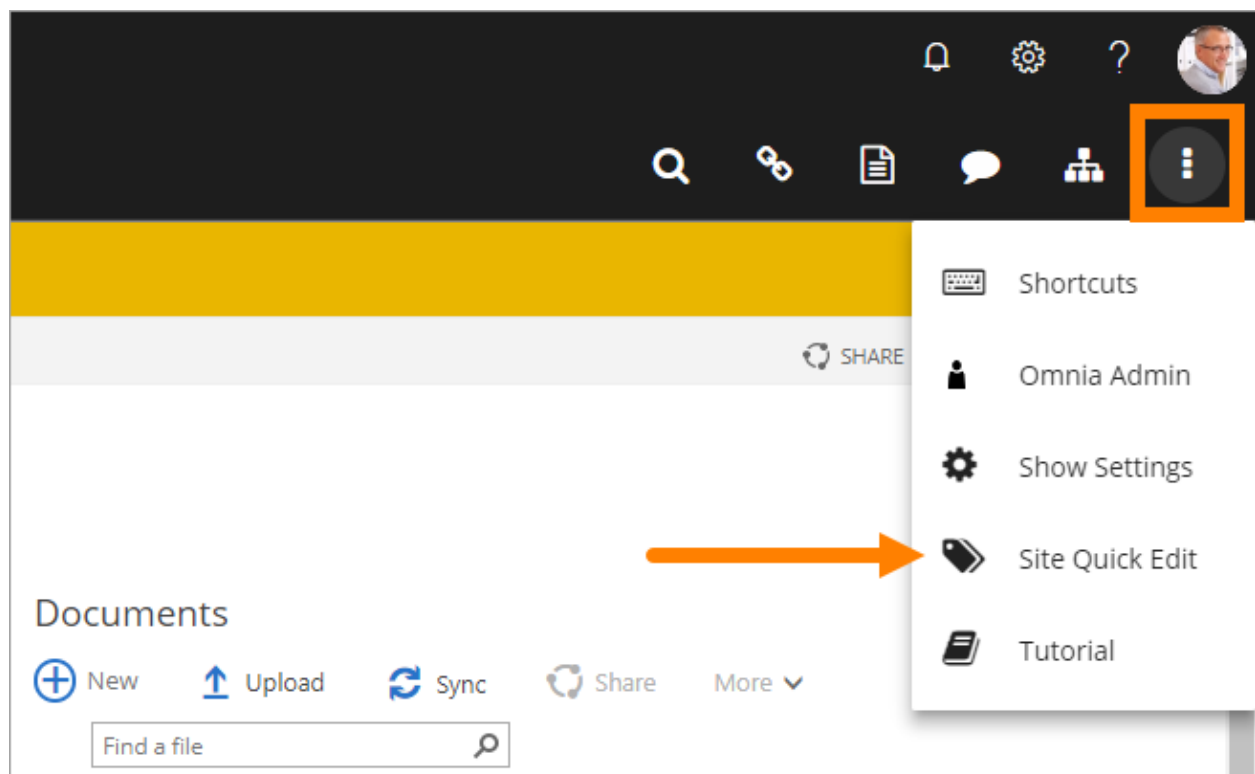 ?
Shortcuts
SHARE
Omnia Admin
Show Settings
Site Quick Edit
Documents
Tutorial
New Upload Sync Share More
Find a file